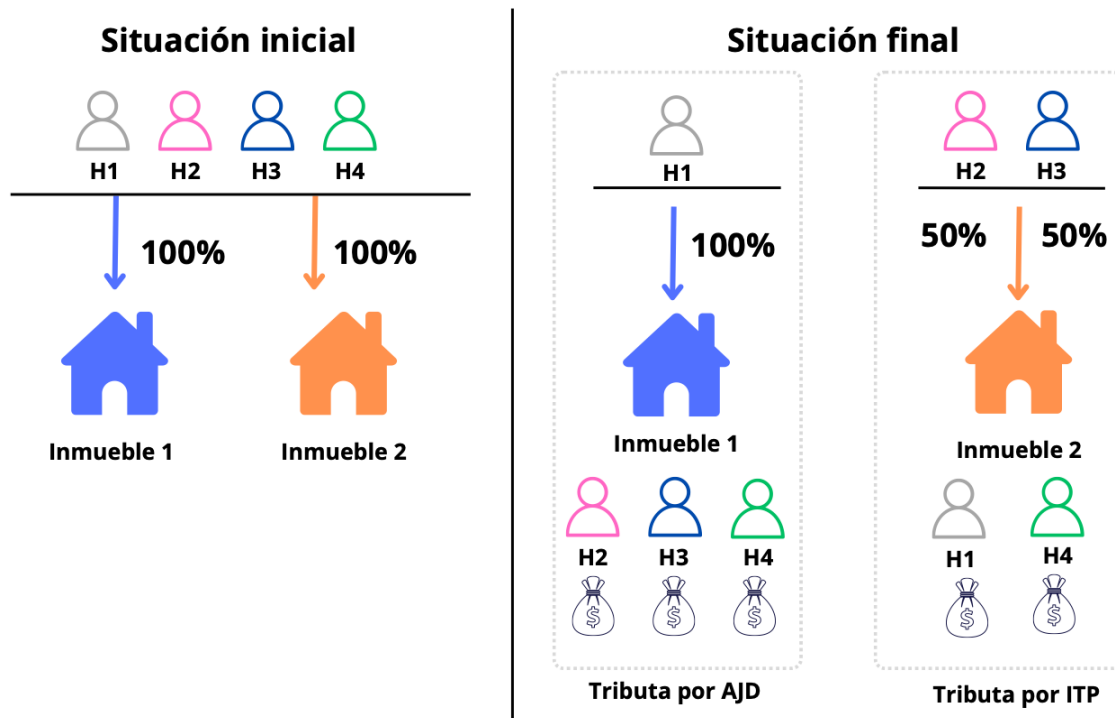 Situación inicial
H1 H2 H3 H4
100% 100%
Inmueble 1 Inmueble 2
Situación final
H1
100%
Inmueble 1
H2 H3 H4
$ $ $
Tributa por AJD
H2 H3
50% 50%
Inmueble 2
H1 H4
$ $
Tributa por ITP